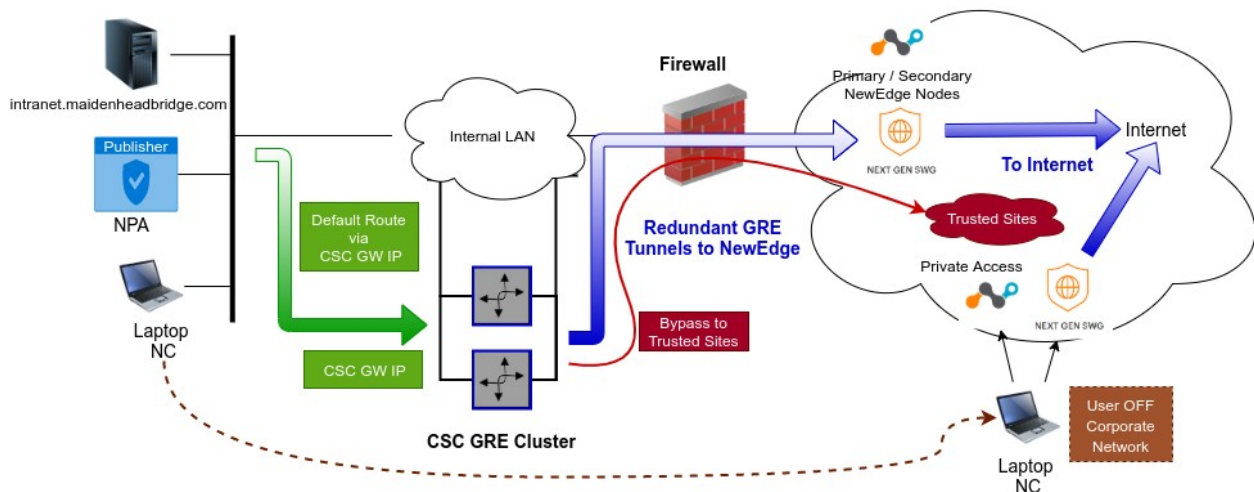 intranet.maidenheadbridge.com
Publisher
NPA
Laptop
NC
Default Route
via
CSC GW IP
CSC GW IP
Internal LAN
CSC GRE Cluster
Firewall
Redundant GRE
Tunnels to NewEdge
Bypass to
Trusted Sites
Primary / Secondary
NewEdge Nodes
NEXT GEN SWG
Internet
To Internet
Trusted Sites
Private Access
NEXT GEN SWG
User OFF
Corporate
Network
Laptop
NC